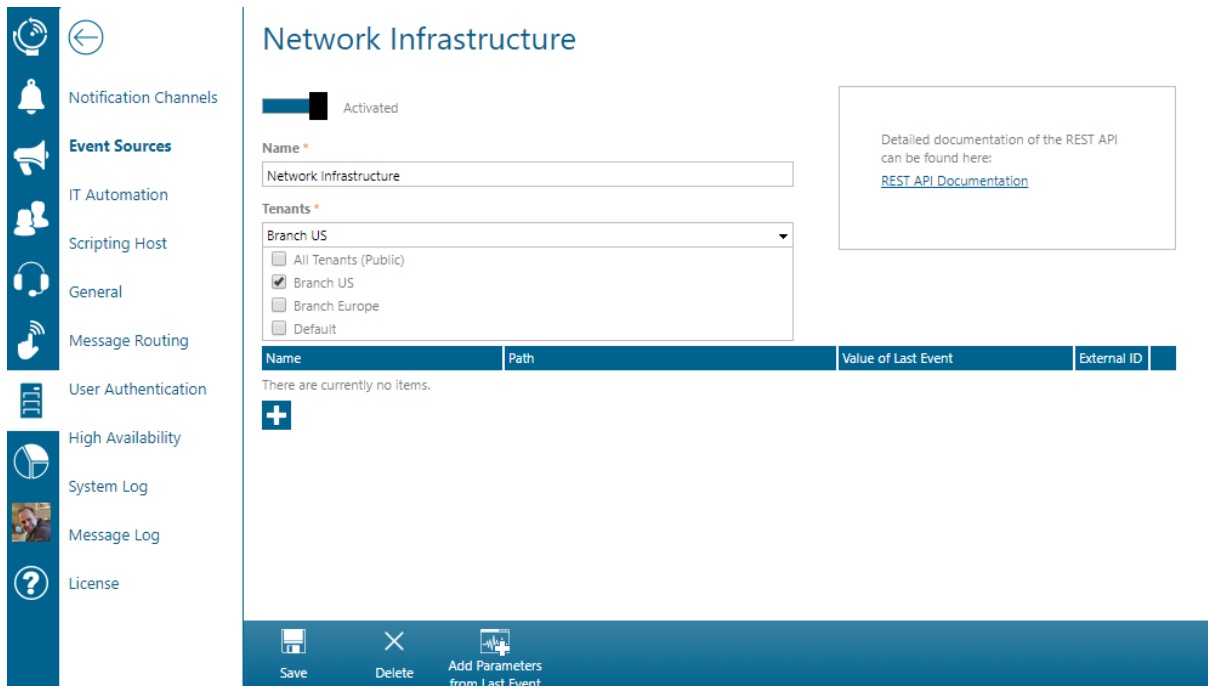 Network Infrastructure
Notification Channels
Event Sources
IT Automation
Scripting Host
General
Message Routing
User Authentication
High Availability
System Log
Message Log
License
Activated
Name *
Network Infrastructure
Tenants *
Branch US
All Tenants (Public)
Branch US
Branch Europe
Default
Detailed documentation of the REST API
can be found here:
REST API Documentation
Name Path Value of Last Event External ID
There are currently no items.
Save
Delete
Add Parameters
from Last Event